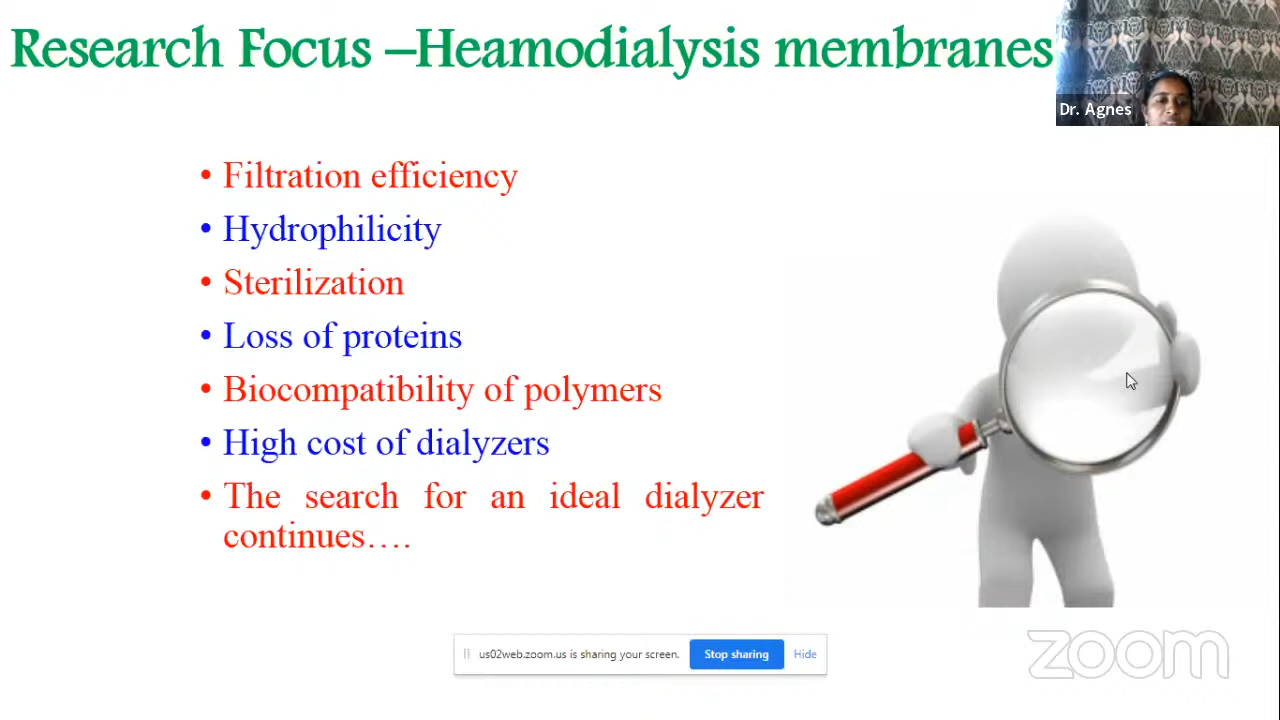 Research Focus –Heamodialysis membranes
Dr. Agnes
• Filtration efficiency
• Hydrophilicity
• Sterilization
• Loss of proteins
• Biocompatibility of polymers
• High cost of dialyzers
• The search for an ideal dialyzer
continues….
us02web.zoom.us is sharing your screen.
Stop sharing
Hide
zoom